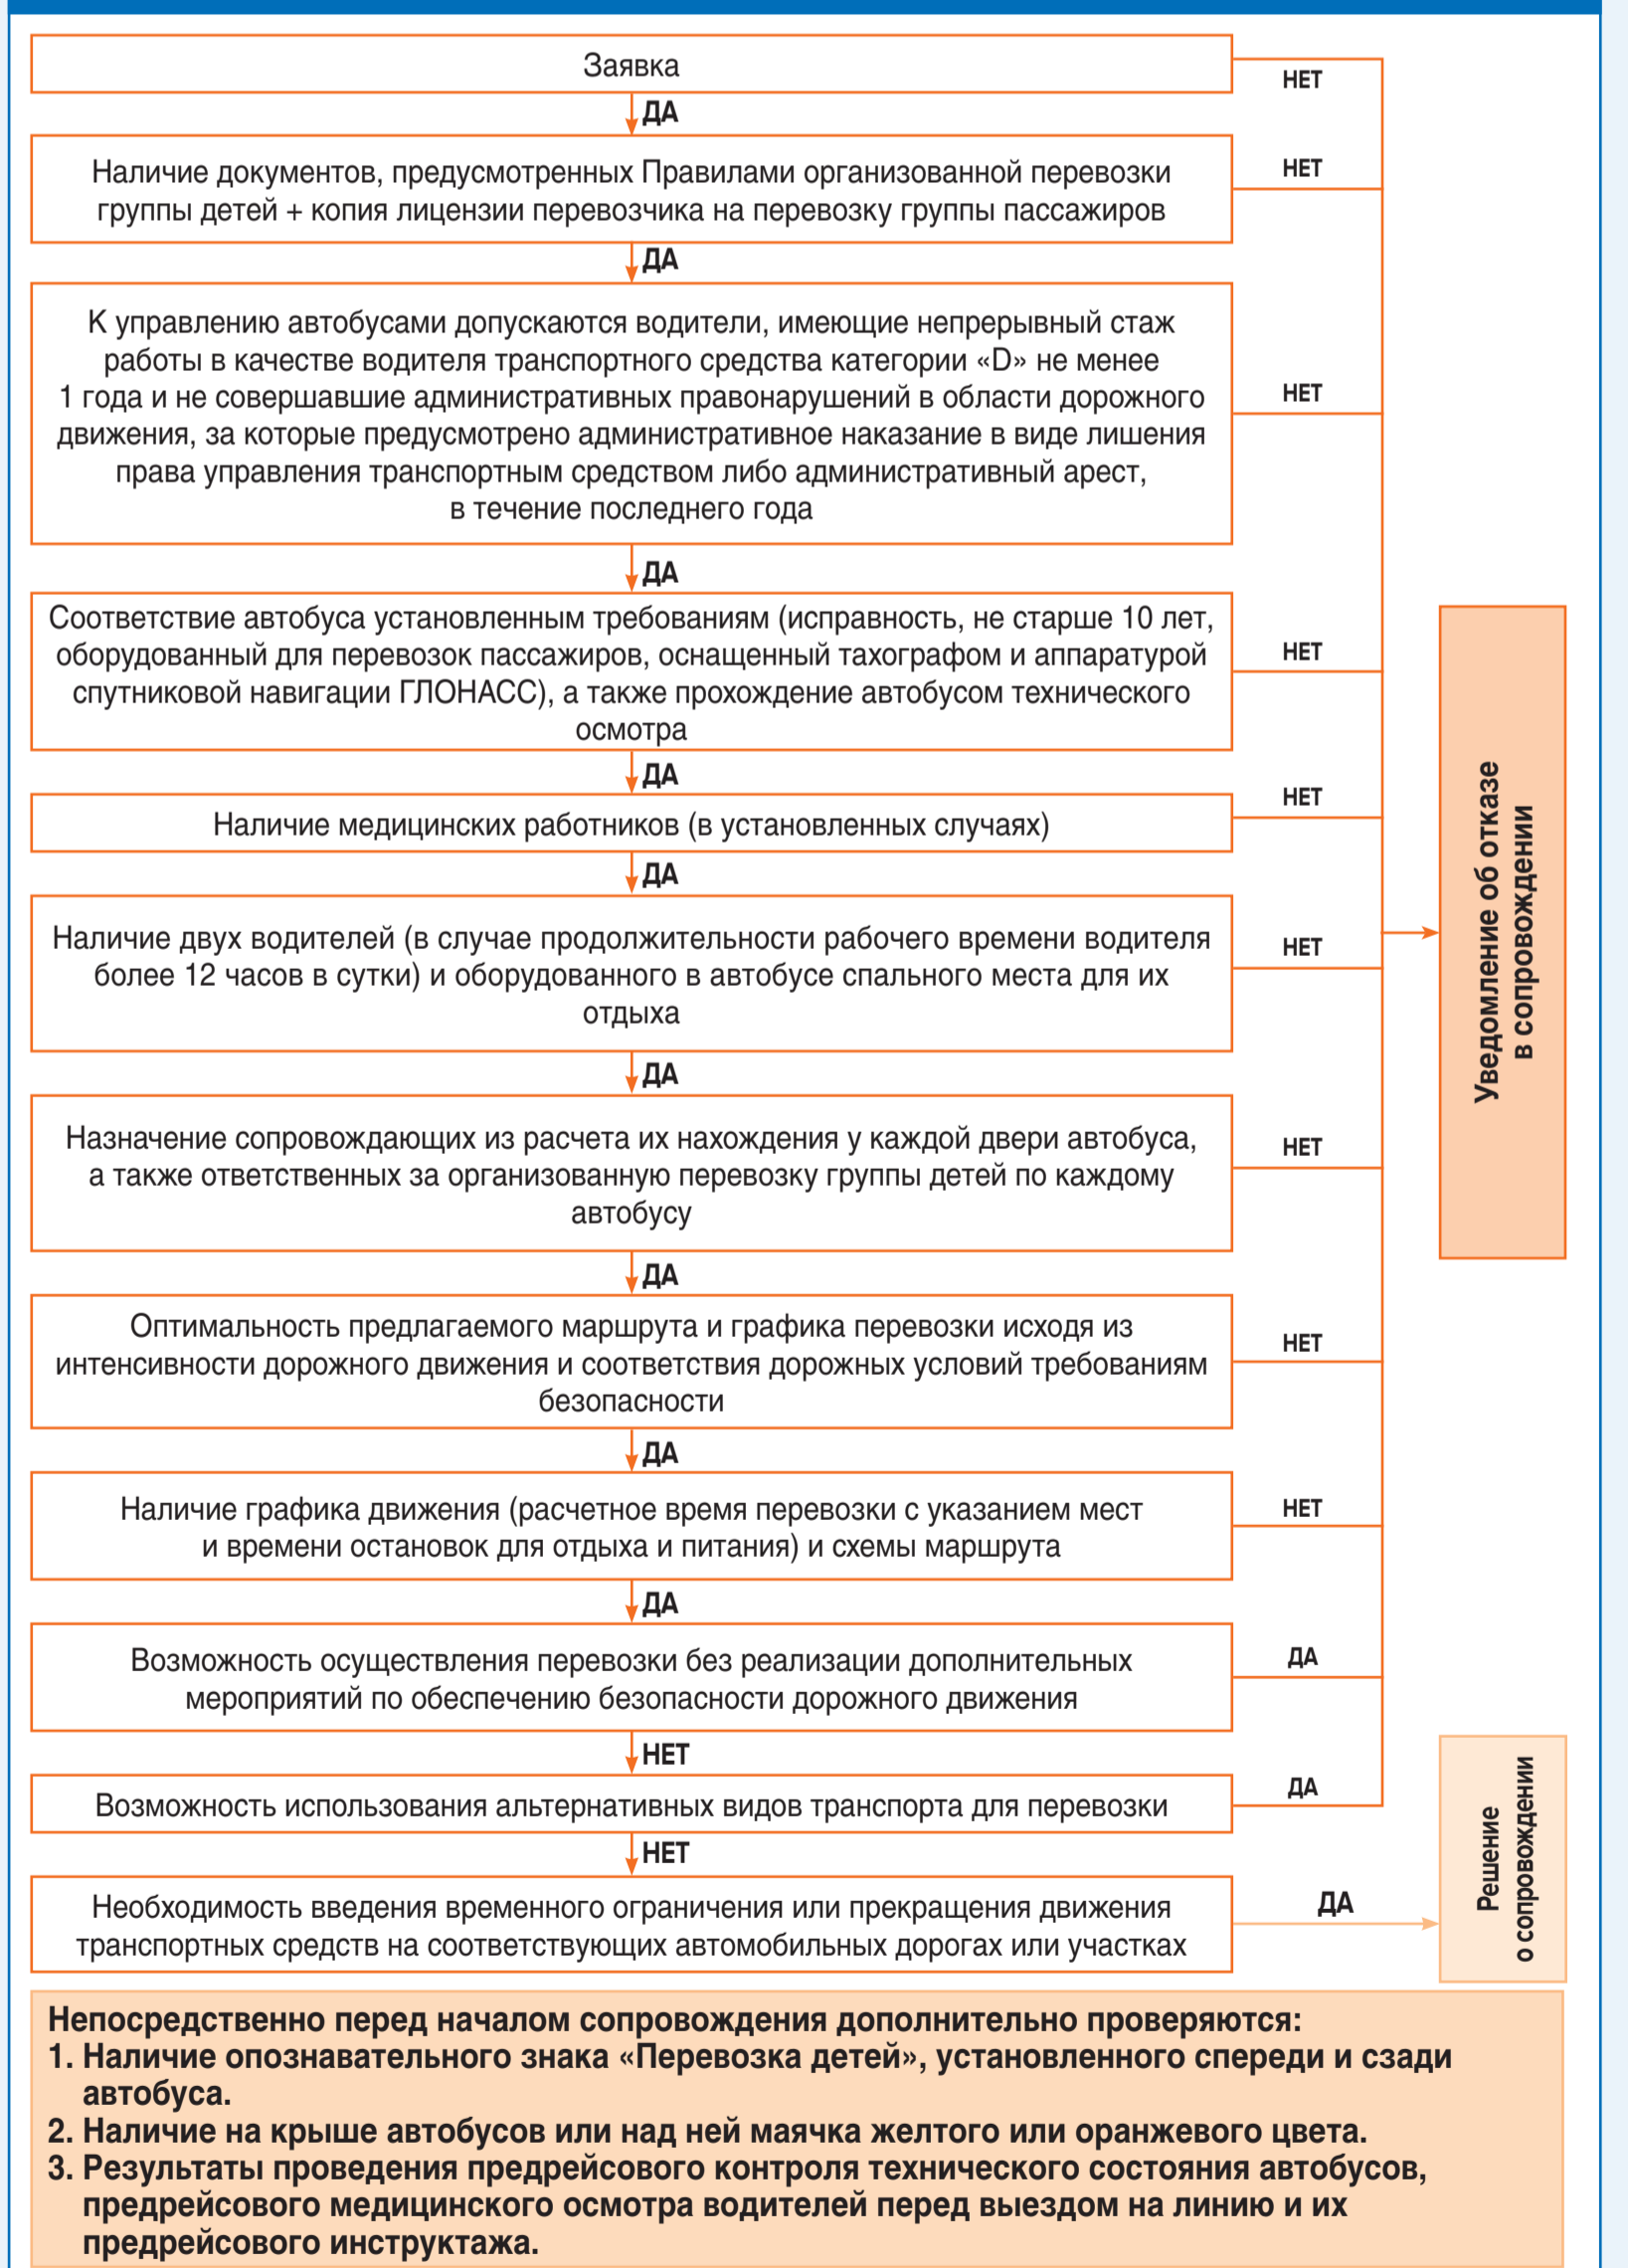 Заявка
НЕТ
ДА
Наличие документов, предусмотренных Правилами организованной перевозки
группы детей + копия лицензии перевозчика на перевозку группы пассажиров
НЕТ
ДА
К управлению автобусами допускаются водители, имеющие непрерывный стаж
работы в качестве водителя транспортного средства категории «D» не менее
1 года и не совершавшие административных правонарушений в области дорожного
движения, за которые предусмотрено административное наказание в виде лишения
права управления транспортным средством либо административный арест,
в течение последнего года
НЕТ
ДА
Соответствие автобуса установленным требованиям (исправность, не старше 10 лет,
оборудованный для перевозок пассажиров, оснащенный тахографом и аппаратурой
спутниковой навигации ГЛОНАСС), а также прохождение автобусом технического
осмотра
НЕТ
ДА
Наличие медицинских работников (в установленных случаях)
НЕТ
ДА
Наличие двух водителей (в случае продолжительности рабочего времени водителя
более 12 часов в сутки) и оборудованного в автобусе спального места для их
отдыха
НЕТ
Уведомление об отказе
в сопровождении
ДА
Назначение сопровождающих из расчета их нахождения у каждой двери автобуса,
а также ответственных за организованную перевозку группы детей по каждому
автобусу
НЕТ
ДА
Оптимальность предлагаемого маршрута и графика перевозки исходя из
интенсивности дорожного движения и соответствия дорожных условий требованиям
безопасности
НЕТ
ДА
Наличие графика движения (расчетное время перевозки с указанием мест
и времени остановок для отдыха и питания) и схемы маршрута
НЕТ
ДА
Возможность осуществления перевозки без реализации дополнительных
мероприятий по обеспечению безопасности дорожного движения
ДА
НЕТ
Возможность использования альтернативных видов транспорта для перевозки
ДА
НЕТ
Необходимость введения временного ограничения или прекращения движения
транспортных средств на соответствующих автомобильных дорогах или участках
ДА
Решение
о сопровождении
Непосредственно перед началом сопровождения дополнительно проверяются:
1. Наличие опознавательного знака «Перевозка детей», установленного спереди и сзади
автобуса.
2. Наличие на крыше автобусов или над ней маячка желтого или оранжевого цвета.
3. Результаты проведения предрейсового контроля технического состояния автобусов,
предрейсового медицинского осмотра водителей перед выездом на линию и их
предрейсового инструктажа.